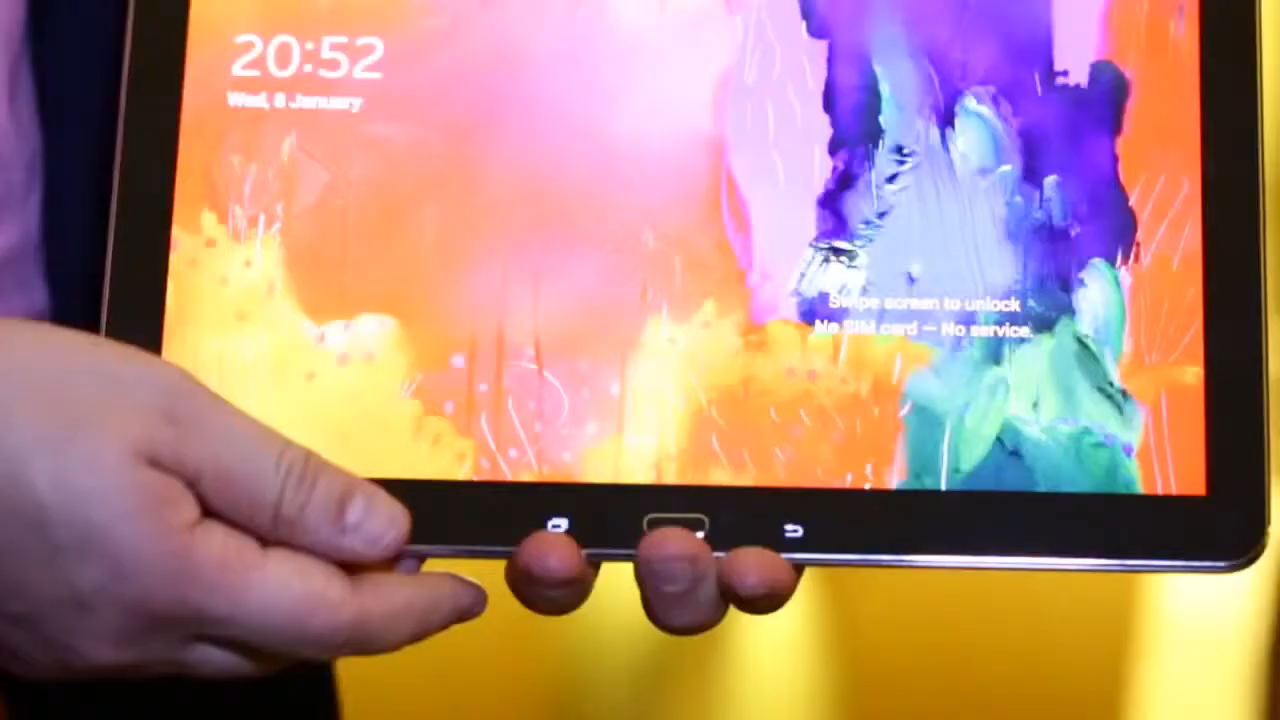 20:52
Wed, 8 January
Swipe screen to unlock
No SIM card — No service.